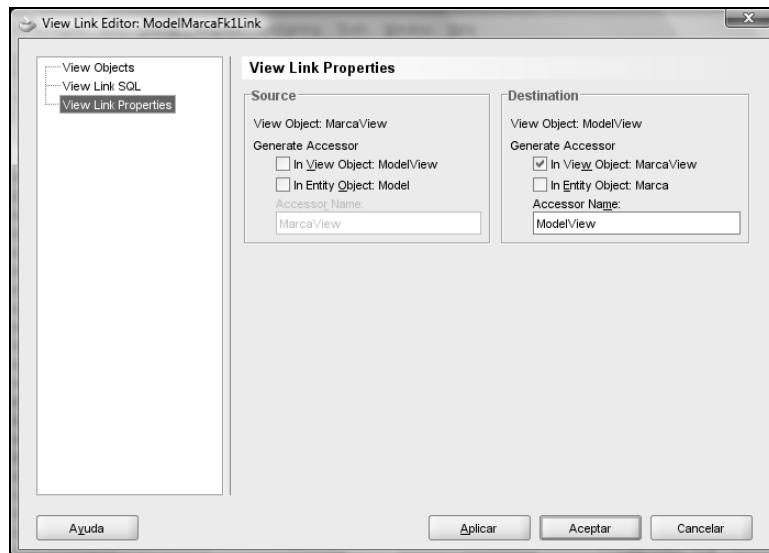 View Link Editor: ModelMarcaFk1Link
View Objects
View Link SQL
View Link Properties
View Link Properties
Source
View Object: MarcaView
Generate Accessor
In View Object: ModelView
In Entity Object: Model
Accessor Name:
MarcaView
Destination
View Object: ModelView
Generate Accessor
In View Object: MarcaView
In Entity Object: Marca
Accessor Name:
ModelView
Ayuda
Aplicar
Aceptar
Cancelar